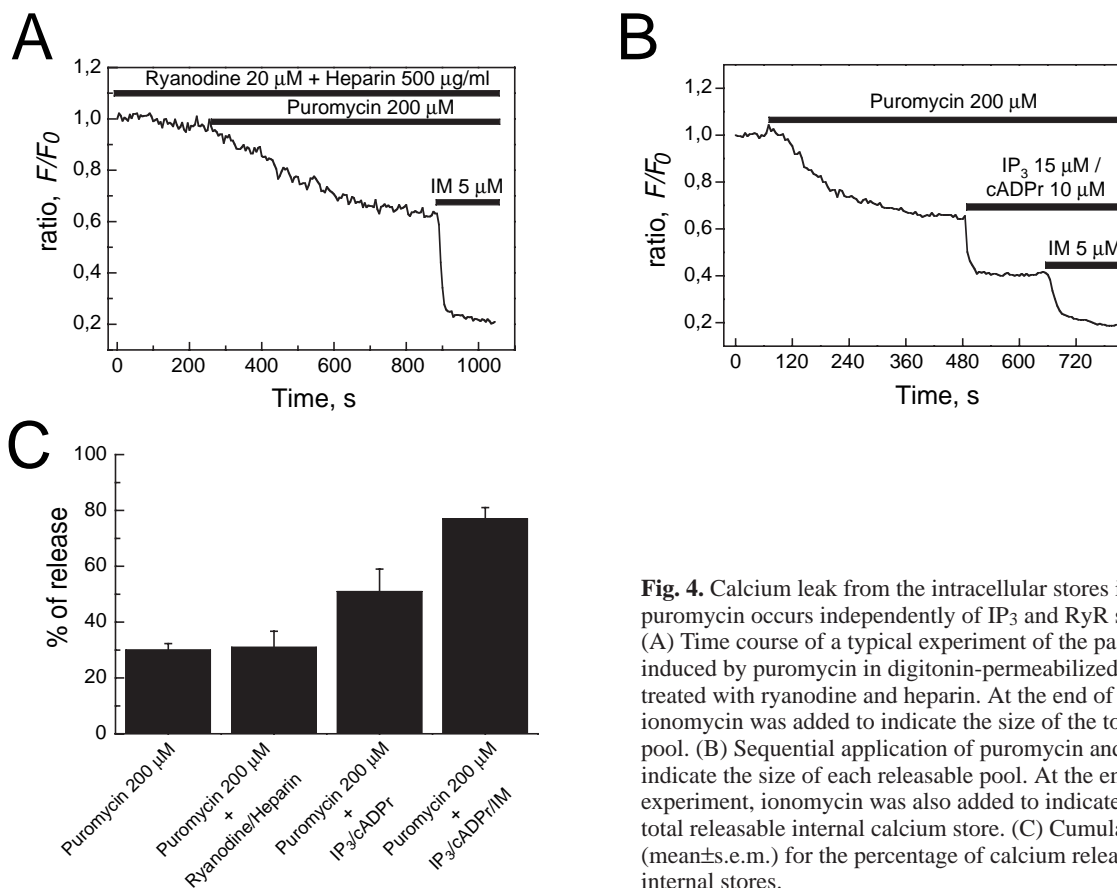 A
1,2
1,0
0,8
0,6
0,4
0,2
ratio, F/F0
Ryanodine 20 µM + Heparin 500 µg/ml
Puromycin 200 µM
IM 5 µM
0 200 400 600 800 1000
Time, s
B
1,2
1,0
0,8
0,6
0,4
0,2
ratio, F/F0
Puromycin 200 µM
IP3 15 µM /
cADPr 10 µM
IM 5 µM
0 120 240 360 480 600 720
Time, s
C
100
80
60
40
20
0
% of release
Puromycin 200 µM
Puromycin 200 µM
+
Ryanodine/Heparin
Puromycin 200 µM
+
IP3/cADPr
Puromycin 200 µM
+
IP3/cADPr/IM
Fig. 4. Calcium leak from the intracellular stores
puromycin occurs independently of IP3 and RyR
(A) Time course of a typical experiment of the
induced by puromycin in digitonin-permeabilized
treated with ryanodine and heparin. At the end of
ionomycin was added to indicate the size of the
pool. (B) Sequential application of puromycin and
indicate the size of each releasable pool. At the
experiment, ionomycin was also added to indicate
total releasable internal calcium store. (C)
(mean±s.e.m.) for the percentage of calcium
internal stores.